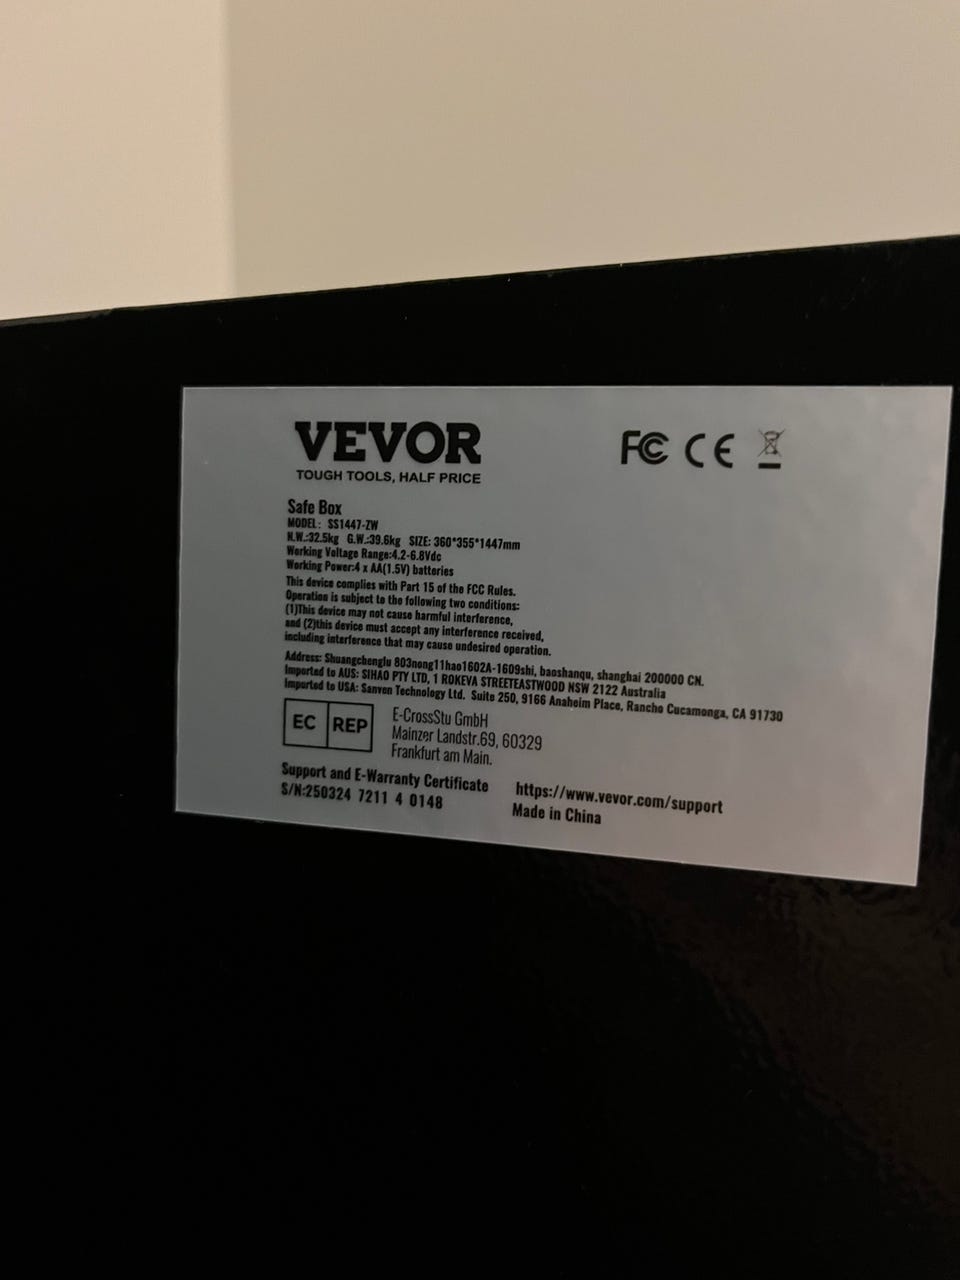 VEVOR
TOUGH TOOLS, HALF PRICE
FC CE
Safe Box
MODEL: SS1447-ZW
N.W.:32.5kg G.W.:39.6kg SIZE: 360*355*1447mm
Working Voltage Range:4.2-6.8Vdc
Working Power:4 x AA(1.5V) batteries
This device complies with Part 15 of the FCC Rules.
Operation is subject to the following two conditions:
(1)This device may not cause harmful interference,
and (2)this device must accept any interference received,
including interference that may cause undesired operation.
Address: Shuangchenglu 803nong11hao1602A-1609shi, baoshanqu, shanghai 200000 CN.
Imported to AUS: SIHAO PTY LTD, 1 ROKEVA STREETEASTWOOD NSW 2122 Australia
Imported to USA: Sanven Technology Ltd. Suite 250, 9166 Anaheim Place, Rancho Cucamonga, CA 91730
EC REP
E-CrossStu GmbH
Mainzer Landstr.69, 60329
Frankfurt am Main.
Support and E-Warranty Certificate https://www.vevor.com/support
S/N:250324 7211 4 0148 Made in China